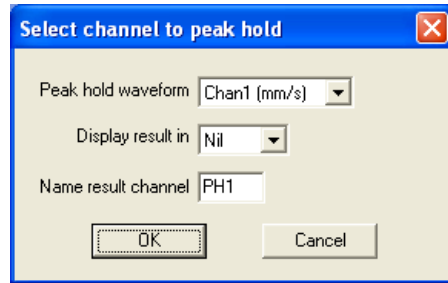 Select channel to peak hold
Peak hold waveform Chan1 (mm/s)
Display result in Nil
Name result channel PH1
OK Cancel